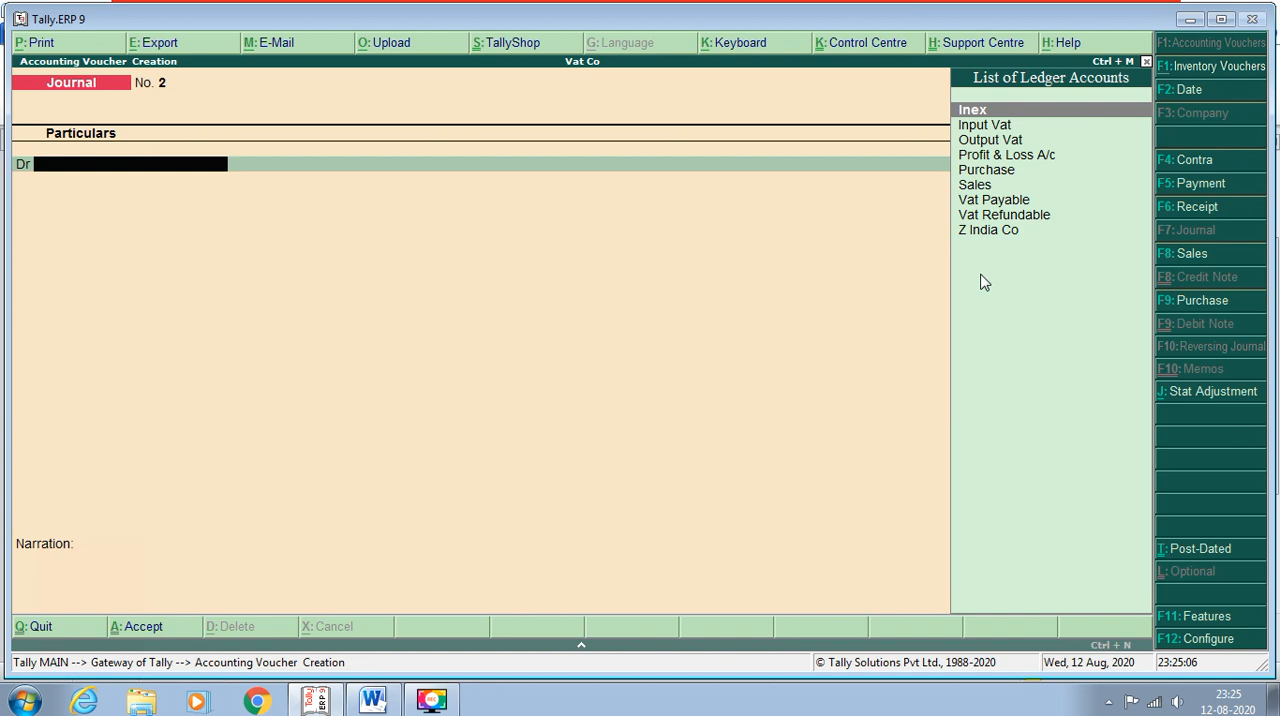 Tally.ERP 9
P: Print
E: Export
M: E-Mail
O: Upload
S: TallyShop
G: Language
K: Keyboard
K: Control Centre
H: Support Centre
H: Help
Accounting Voucher Creation
Vat Co
Ctrl + M
Journal
No. 2
Particulars
Dr
Narration:
List of Ledger Accounts
Inex
Input Vat
Output Vat
Profit & Loss A/c
Purchase
Sales
Vat Payable
Vat Refundable
Z India Co
F1: Accounting Vouchers
F1: Inventory Vouchers
F2: Date
F3: Company
F4: Contra
F5: Payment
F6: Receipt
F7: Journal
F8: Sales
F8: Credit Note
F9: Purchase
F9: Debit Note
F10: Reversing Journal
F10: Memos
J: Stat Adjustment
T: Post-Dated
L: Optional
F11: Features
F12: Configure
Q: Quit
A: Accept
D: Delete
X: Cancel
Ctrl + N
Tally MAIN --> Gateway of Tally --> Accounting Voucher Creation
© Tally Solutions Pvt Ltd., 1988-2020
Wed, 12 Aug, 2020
23:25:06
23:25
12-08-2020